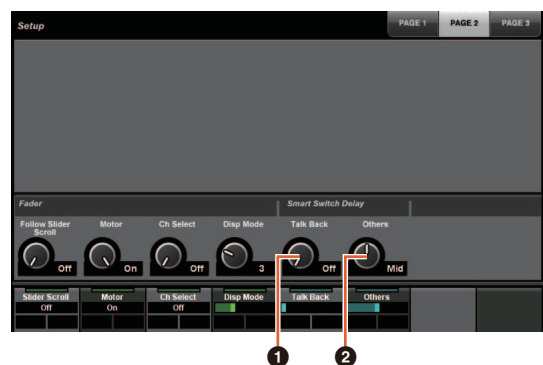 Setup PAGE 1 PAGE 2 PAGE 3
Fader Smart Switch Delay
Follow Slider Scroll Motor Ch Select Disp Mode Talk Back Others
Off On Off 3 Off Mid
Slider Scroll Motor Ch Select Disp Mode Talk Back Others
Off On Off
1 2